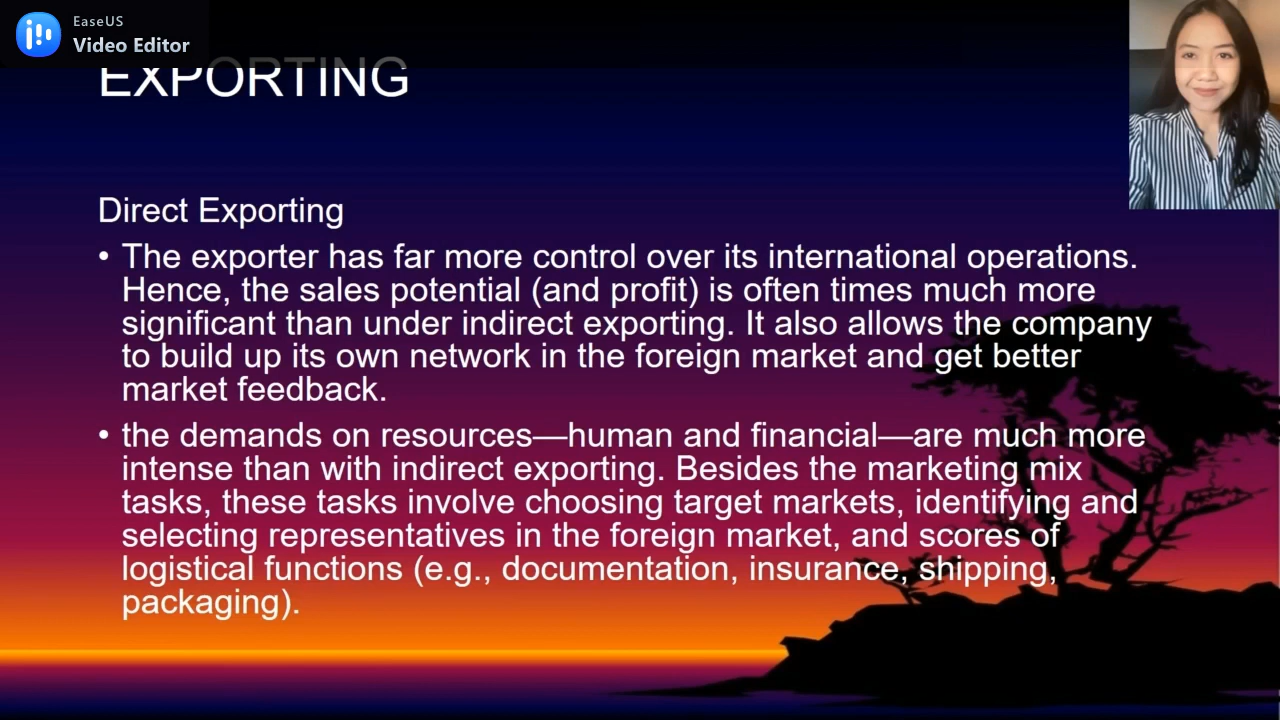 EaseUS
Video Editor
EXPORTING
Direct Exporting
• The exporter has far more control over its international operations.
Hence, the sales potential (and profit) is often times much more
significant than under indirect exporting. It also allows the company
to build up its own network in the foreign market and get better
market feedback.
• the demands on resources—human and financial—are much more
intense than with indirect exporting. Besides the marketing mix
tasks, these tasks involve choosing target markets, identifying and
selecting representatives in the foreign market, and scores of
logistical functions (e.g., documentation, insurance, shipping,
packaging).